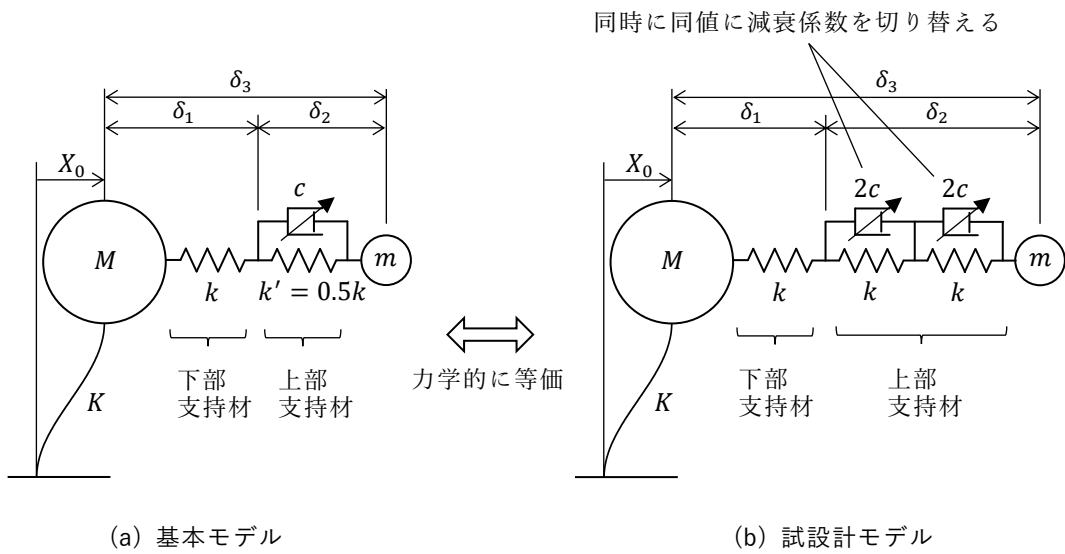 同時に同値に減衰係数を切り替える
δ₃
δ₁
δ₂
X₀
c
M
m
k
k′ = 0.5k
下部
支持材
上部
支持材
K
力学的に等価
δ₃
δ₁
δ₂
X₀
2c
2c
M
m
k
k
k
下部
支持材
上部
支持材
K
(a) 基本モデル
(b) 試設計モデル